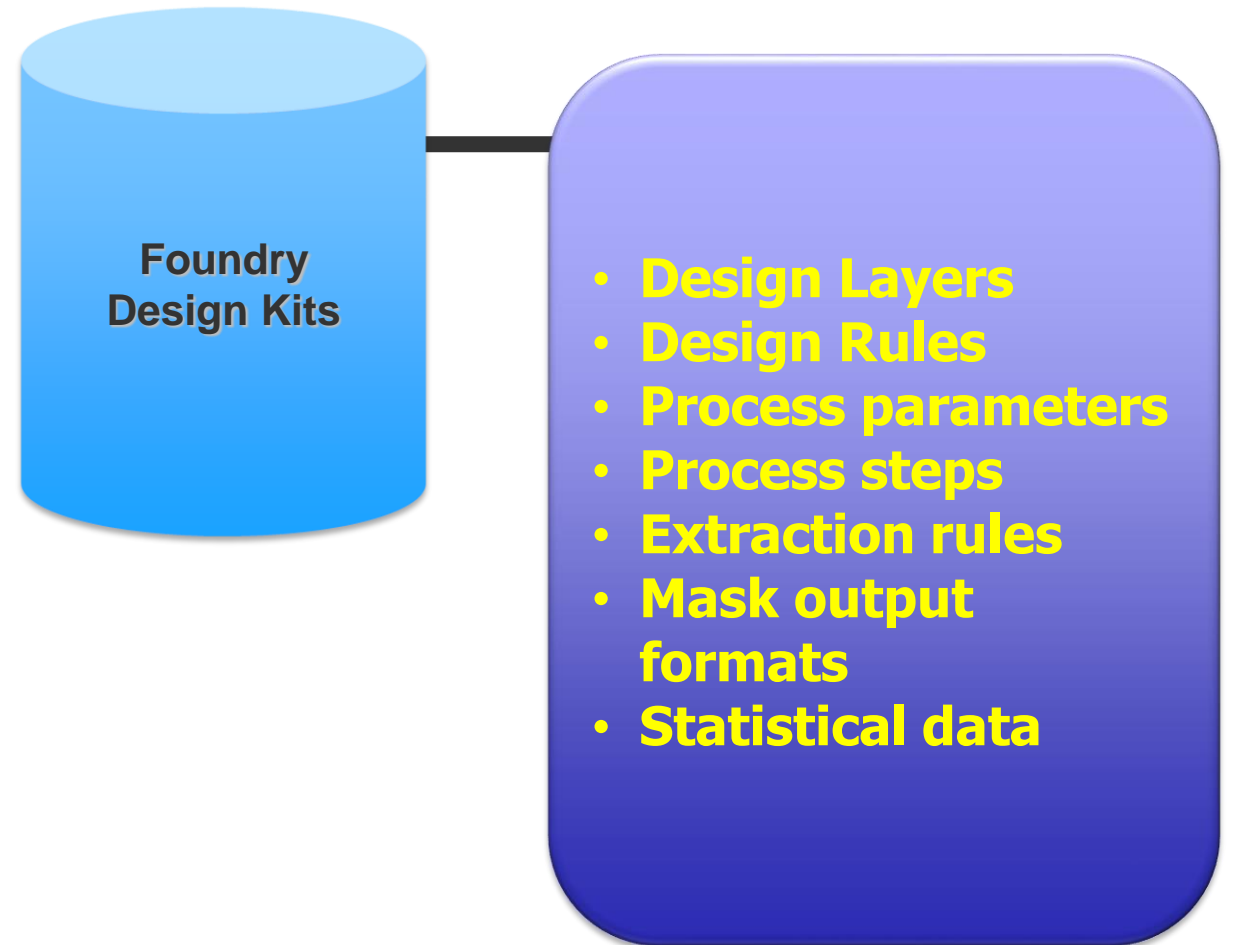 Foundry
Design Kits
• Design Layers
• Design Rules
• Process parameters
• Process steps
• Extraction rules
• Mask output
formats
• Statistical data